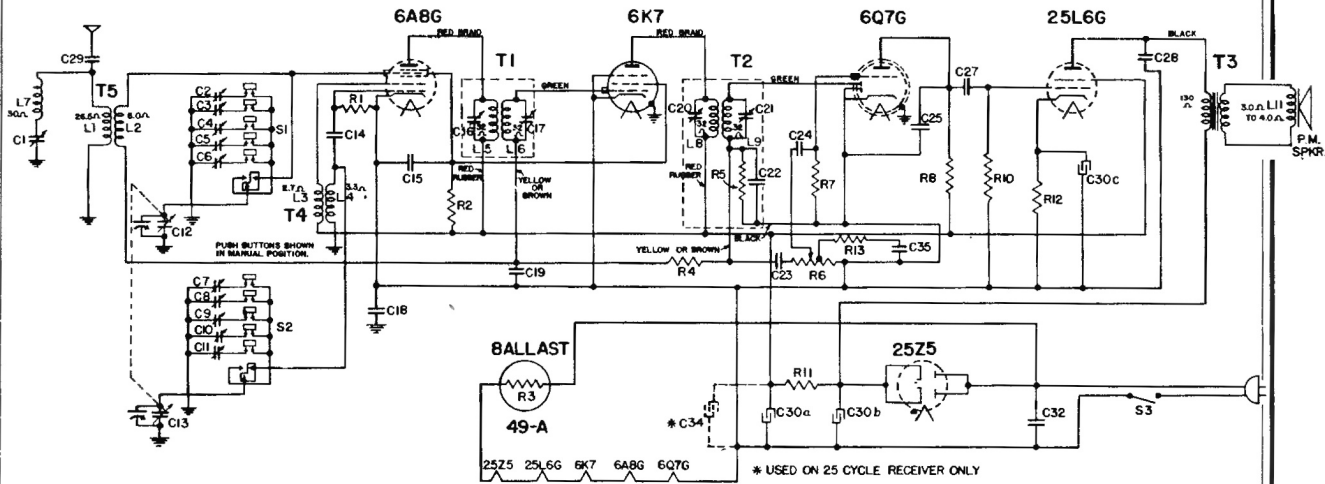 6A8G
6K7
6Q7G
25L6G
RED BRAID
RED BRAID
BLACK
C29
T5
T1
T2
T3
GREEN
GREEN
C28
C27
L7
30Ω
C1
26.5Ω
L1
8.0Ω
L2
C2
C3
C4
C5
C6
S1
R1
C14
C15
C16
C17
L5
L6
C20
C21
L8
L9
C24
C25
130
Ω
3.0Ω L11
TO 4.0Ω
P.M.
SPKR.
RED
RUBBER
YELLOW
OR
BROWN
RED
RUBBER
R5
C22
R7
R8
R10
R12
C30c
L3
3.3Ω
L4
T4
R2
C12
PUSH BUTTONS SHOWN
IN MANUAL POSITION.
YELLOW OR BROWN
BLACK
R13
C35
R4
C23
R6
C19
C18
C7
C8
C9
C10
C11
S2
C13
BALLAST
R3
49-A
25Z5
R11
* C34
C30a
C30b
C32
S3
25Z5 25L6G 6K7 6A8G 6Q7G
* USED ON 25 CYCLE RECEIVER ONLY